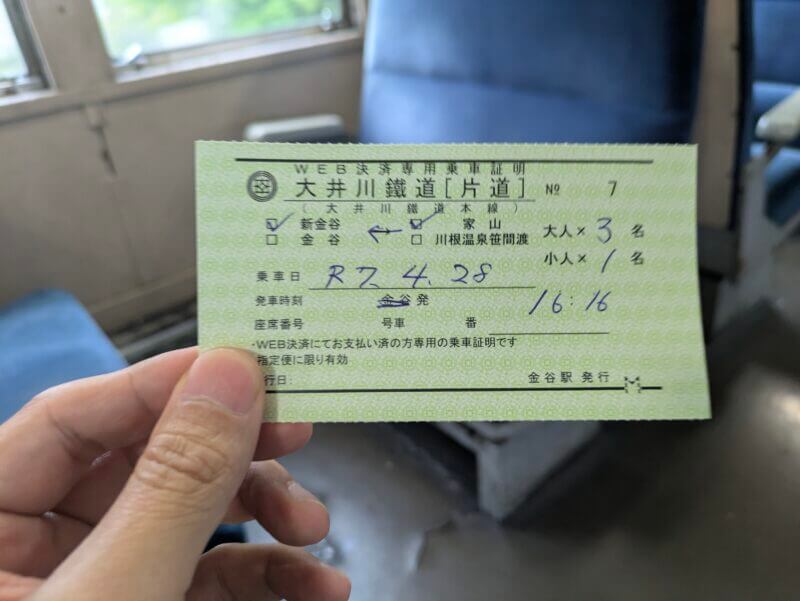 WEB決済専用乗車証明
大井川鐵道[片道] № 7
(大井川鐵道本線)
☑ 新金谷 ↔ ☑ 家山 大人× 3 名
☐ 金谷 ☐ 川根温泉笹間渡
小人× 1 名
乗車日 R7. 4. 28
発車時刻 金谷発 16:16
座席番号 号車 番
・WEB決済にてお支払い済の方専用の乗車証明です
指定便に限り有効
行日: 金谷駅 発行